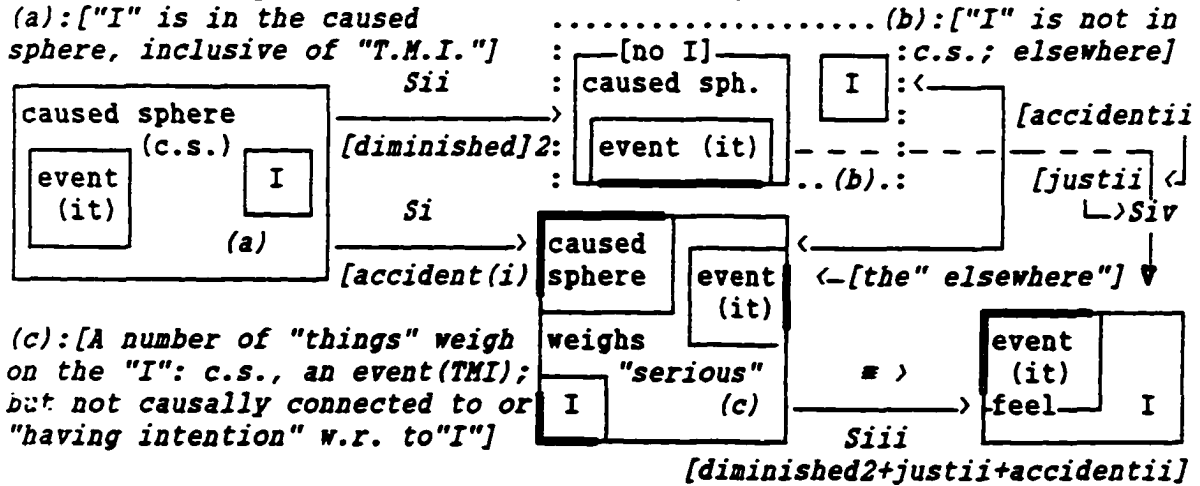 (a):["I" is in the caused
sphere, inclusive of "T.M.I."]
.....................(b):["I" is not in
c.s.; elsewhere]
[no I]
Sii
caused sph.
I
caused sphere
(c.s.)
[diminished]2:
event (it)
[accidentii
event
(it)
I
..(b).:
[justii
Si
Siv
(a)
caused
sphere
[accident(i)
event
(it)
<-[the" elsewhere"]
(c):[A number of "things" weigh
on the "I": c.s., an event(TMI);
but not causally connected to or
"having intention" w.r. to"I"]
weighs
"serious"
I
(c)
Siii
event
(it)
feel
I
[diminished2+justii+accidentii]